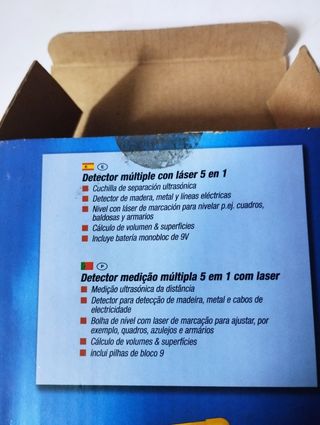 E
Detector múltiple con láser 5 en 1
Cuchilla de separación ultrasónica
Detector de madera, metal y líneas eléctricas
Nivel con láser de marcación para nivelar p.ej. cuadros,
baldosas y armarios
Cálculo de volumen & superficies
Incluye batería monobloc de 9V
P
Detector medição múltipla 5 em 1 com laser
Medição ultrasónica da distância
Detector para detecção de madeira, metal e cabos de
electricidade
Bolha de nível com laser de marcação para ajustar, por
exemplo, quadros, azulejos e armários
Cálculo de volumes & superfícies
inclui pilhas de bloco 9